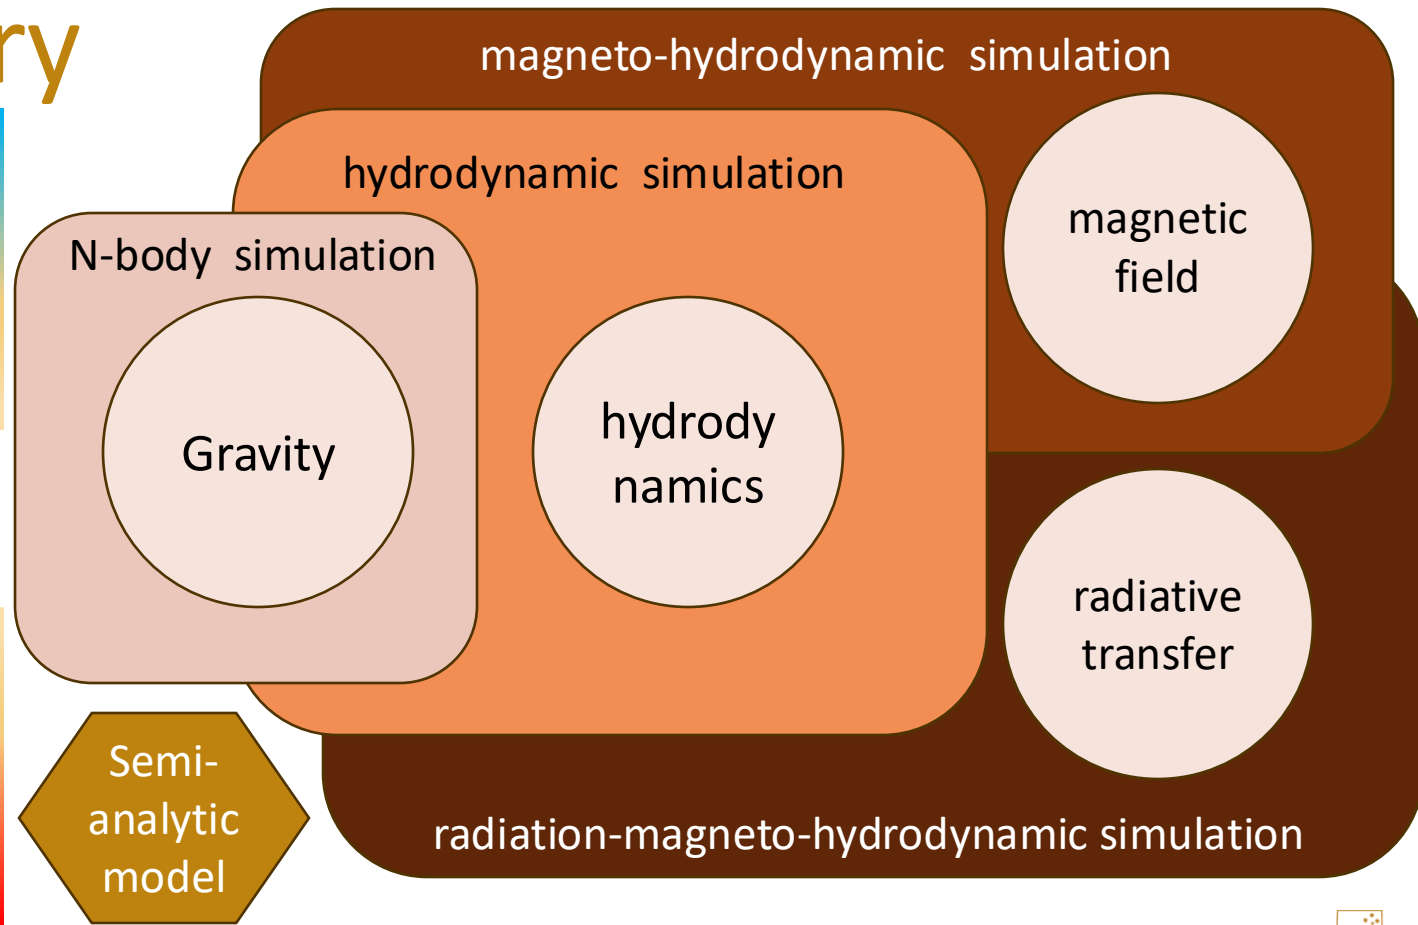 ry
magneto-hydrodynamic simulation
hydrodynamic simulation
N-body simulation
magnetic
field
Gravity
hydrody
namics
radiative
transfer
Semi-
analytic
model
radiation-magneto-hydrodynamic simulation